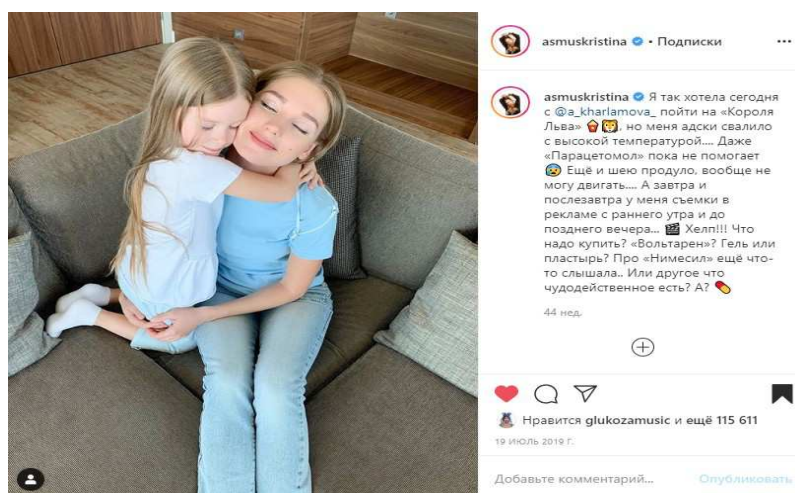 asmuskristina • Подписки
asmuskristina Я так хотела сегодня
с @a_kharlamova_ пойти на «Короля
Льва» 🍿🦁, но меня адски свалило
с высокой температурой.... Даже
«Парацетомол» пока не помогает
😰 Ещё и шею продуло, вообще не
могу двигать.... А завтра и
послезавтра у меня съемки в
рекламе с раннего утра и до
позднего вечера... 🎬 Хелп!!! Что
надо купить? «Вольтарен»? Гель или
пластырь? Про «Нимесил» ещё что-
то слышала.. Или другое что
чудодейственное есть? А? 💊
44 нед.
Нравится glukozamusic и ещё 115 611
19 ИЮЛЬ 2019 Г.
Добавьте комментарий... Опубликовать